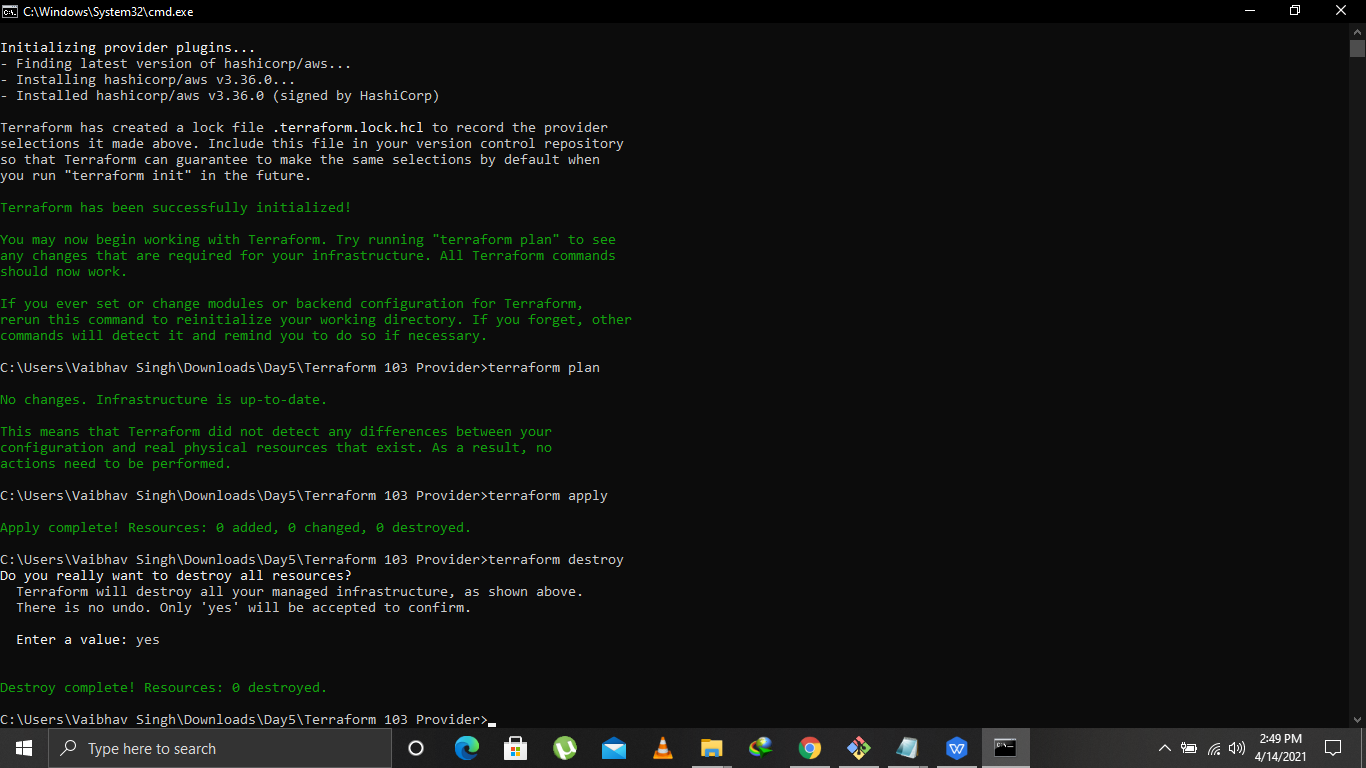 C:\Windows\System32\cmd.exe
Initializing provider plugins...
- Finding latest version of hashicorp/aws...
- Installing hashicorp/aws v3.36.0...
- Installed hashicorp/aws v3.36.0 (signed by HashiCorp)
Terraform has created a lock file .terraform.lock.hcl to record the provider
selections it made above. Include this file in your version control repository
so that Terraform can guarantee to make the same selections by default when
you run "terraform init" in the future.
Terraform has been successfully initialized!
You may now begin working with Terraform. Try running "terraform plan" to see
any changes that are required for your infrastructure. All Terraform commands
should now work.
If you ever set or change modules or backend configuration for Terraform,
rerun this command to reinitialize your working directory. If you forget, other
commands will detect it and remind you to do so if necessary.
C:\Users\Vaibhav Singh\Downloads\Day5\Terraform 103 Provider>terraform plan
No changes. Infrastructure is up-to-date.
This means that Terraform did not detect any differences between your
configuration and real physical resources that exist. As a result, no
actions need to be performed.
C:\Users\Vaibhav Singh\Downloads\Day5\Terraform 103 Provider>terraform apply
Apply complete! Resources: 0 added, 0 changed, 0 destroyed.
C:\Users\Vaibhav Singh\Downloads\Day5\Terraform 103 Provider>terraform destroy
Do you really want to destroy all resources?
  Terraform will destroy all your managed infrastructure, as shown above.
  There is no undo. Only 'yes' will be accepted to confirm.
  Enter a value: yes
Destroy complete! Resources: 0 destroyed.
C:\Users\Vaibhav Singh\Downloads\Day5\Terraform 103 Provider>
Type here to search
2:49 PM
4/14/2021